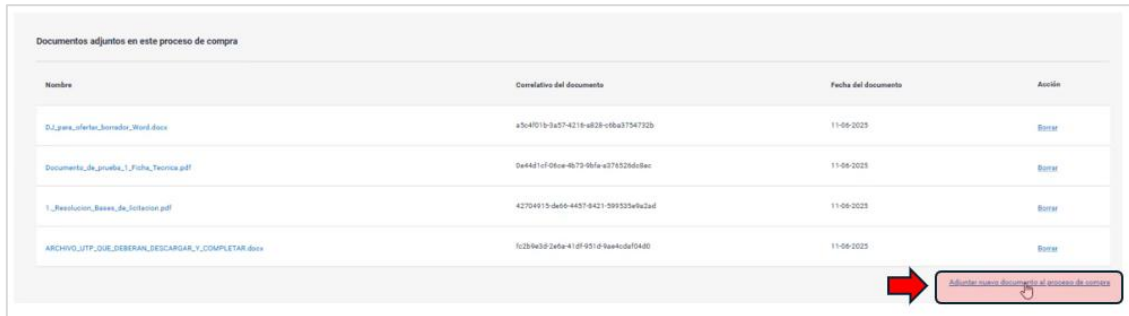 Documentos adjuntos en este proceso de compra
Nombre Correlativo del documento Fecha del documento Acción
DJ_para_ofertar_borrador_Word.docx a5c4f01b-3a57-4216-a828-c6ba3754732b 11-06-2025 Borrar
Documento_de_prueba_1_Ficha_Tecnica.pdf 0a44d1cf-06ce-4b73-9bfa-a376526dc8ac 11-06-2025 Borrar
1._Resolucion_Bases_de_licitacion.pdf 42704915-de66-4457-8421-599535e9a2ad 11-06-2025 Borrar
ARCHIVO_UTP_QUE_DEBERAN_DESCARGAR_Y_COMPLETAR.docx fc2b9e3d-2e6a-41df-951d-9ae4cdaf04d0 11-06-2025 Borrar
Adjuntar nuevo documento al proceso de compra